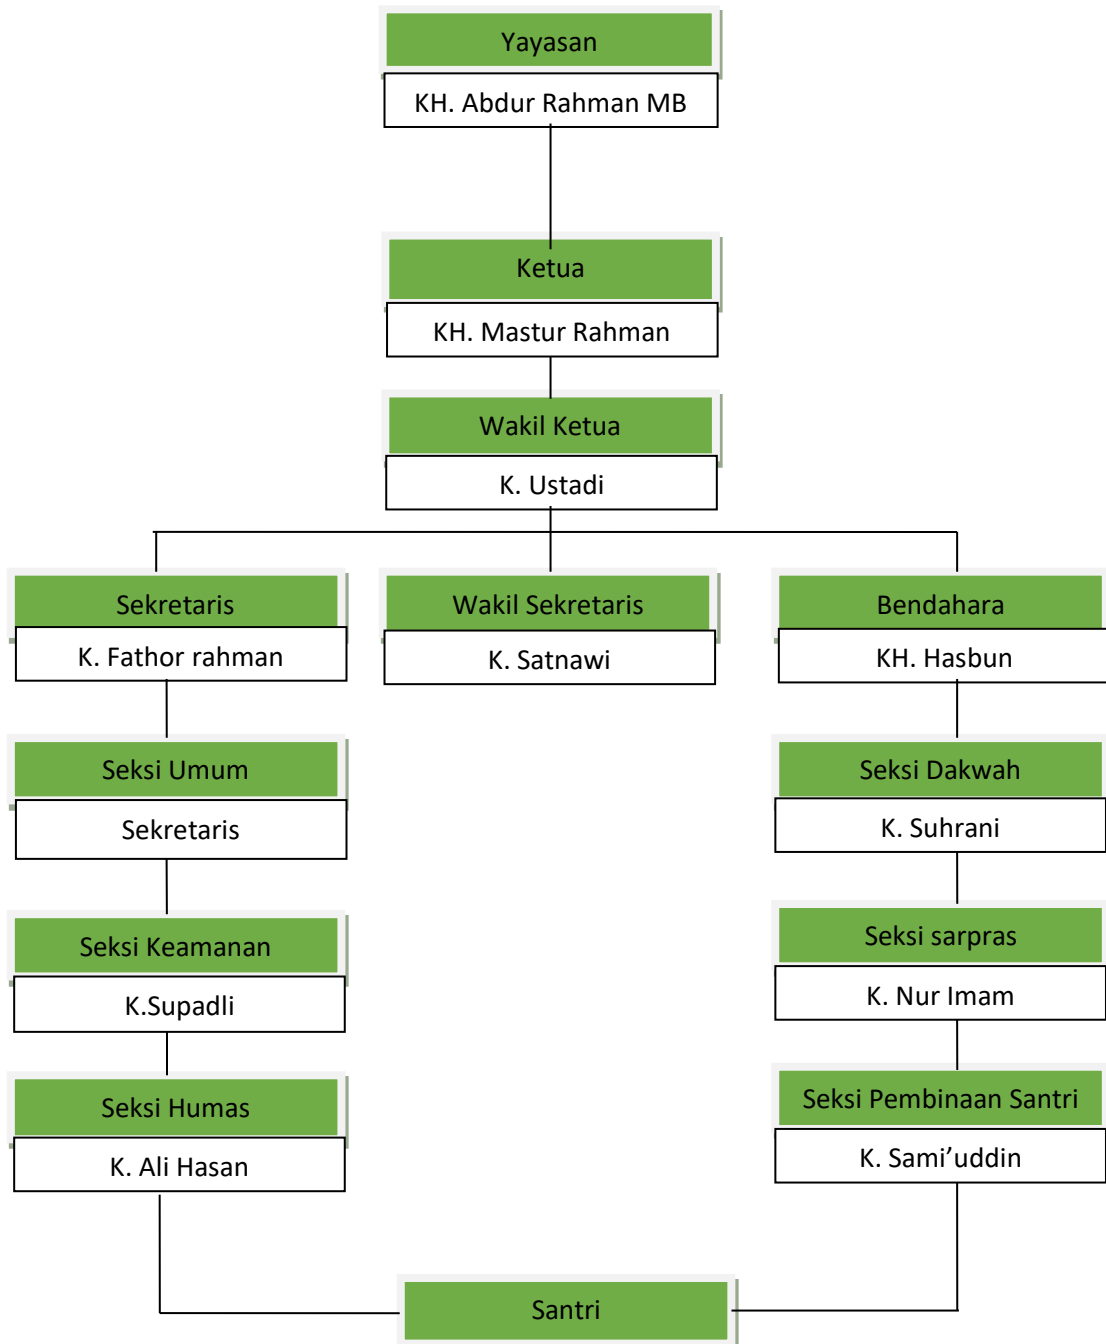 Yayasan
KH. Abdur Rahman MB
Ketua
KH. Mastur Rahman
Wakil Ketua
K. Ustadi
Sekretaris
K. Fathor rahman
Wakil Sekretaris
K. Satnawi
Bendahara
KH. Hasbun
Seksi Umum
Sekretaris
Seksi Dakwah
K. Suhrani
Seksi Keamanan
K.Supadli
Seksi sarpras
K. Nur Imam
Seksi Humas
K. Ali Hasan
Seksi Pembinaan Santri
K. Sami’uddin
Santri